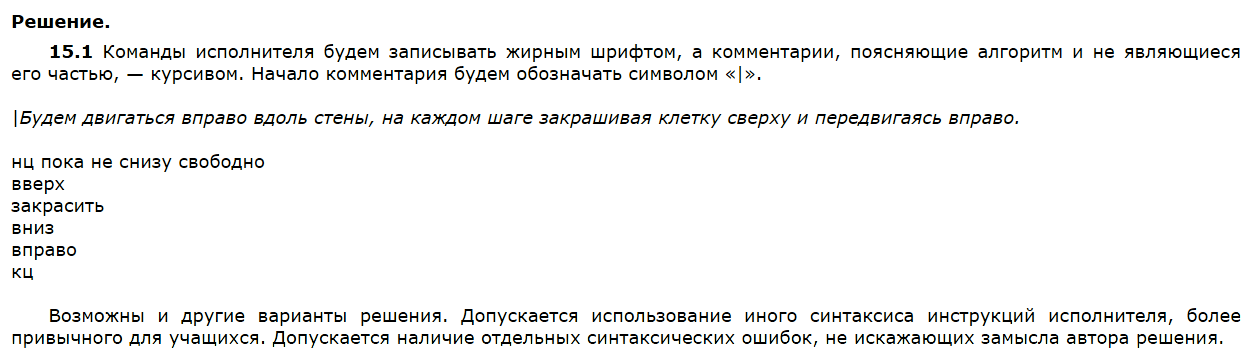 Решение.
15.1 Команды исполнителя будем записывать жирным шрифтом, а комментарии, поясняющие алгоритм и не являющиеся
его частью, — курсивом. Начало комментария будем обозначать символом «|».
|Будем двигаться вправо вдоль стены, на каждом шаге закрашивая клетку сверху и передвигаясь вправо.
нц пока не снизу свободно
вверх
закрасить
вниз
вправо
кц
Возможны и другие варианты решения. Допускается использование иного синтаксиса инструкций исполнителя, более
привычного для учащихся. Допускается наличие отдельных синтаксических ошибок, не искажающих замысла автора решения.